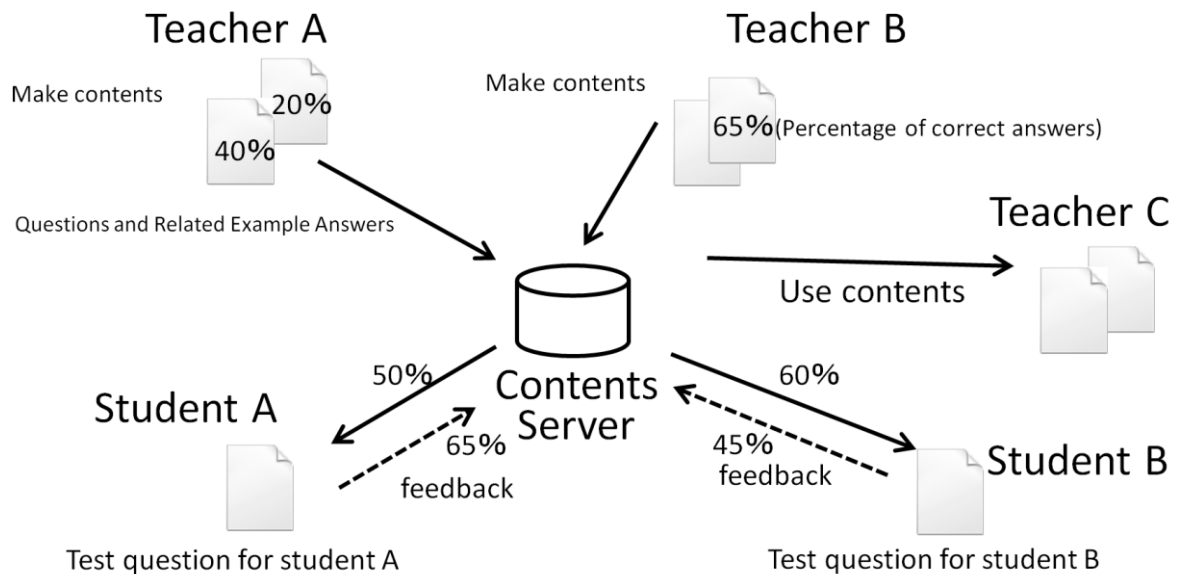 Teacher A
Teacher B
Make contents
Make contents
20%
40%
65%(Percentage of correct answers)
Questions and Related Example Answers
Teacher C
Use contents
50%
60%
Contents
Server
Student A
65%
feedback
45%
feedback
Student B
Test question for student A
Test question for student B